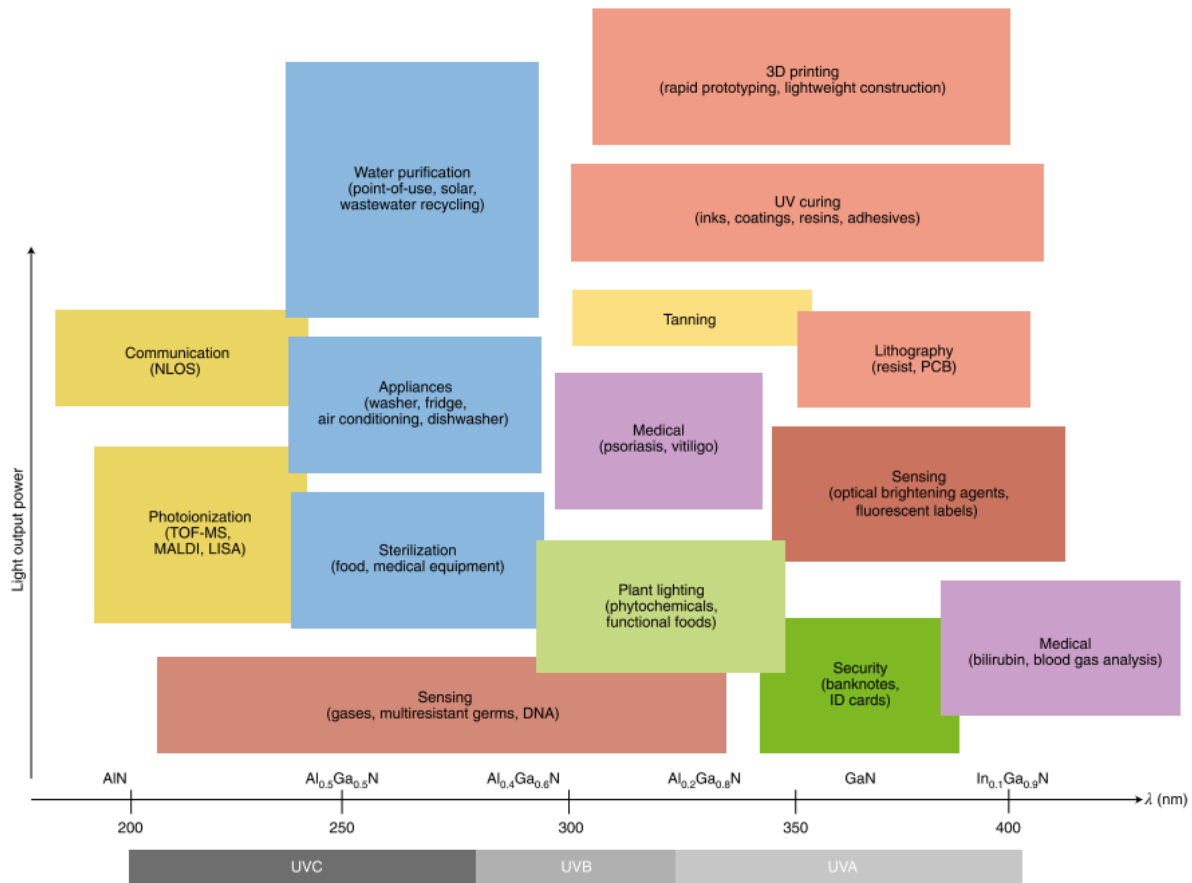 3D printing
(rapid prototyping, lightweight construction)
Water purification
(point-of-use, solar,
wastewater recycling)
UV curing
(inks, coatings, resins, adhesives)
Tanning
Communication
(NLOS)
Lithography
(resist, PCB)
Appliances
(washer, fridge,
air conditioning, dishwasher)
Medical
(psoriasis, vitiligo)
Sensing
(optical brightening agents,
fluorescent labels)
Light output power
Photoionization
(TOF-MS,
MALDI, LISA)
Sterilization
(food, medical equipment)
Plant lighting
(phytochemicals,
functional foods)
Medical
(bilirubin, blood gas analysis)
Security
(banknotes,
ID cards)
Sensing
(gases, multiresistant germs, DNA)
AlN Al0.5Ga0.5N Al0.4Ga0.6N Al0.2Ga0.8N GaN In0.1Ga0.9N
λ (nm)
200 250 300 350 400
UVC UVB UVA